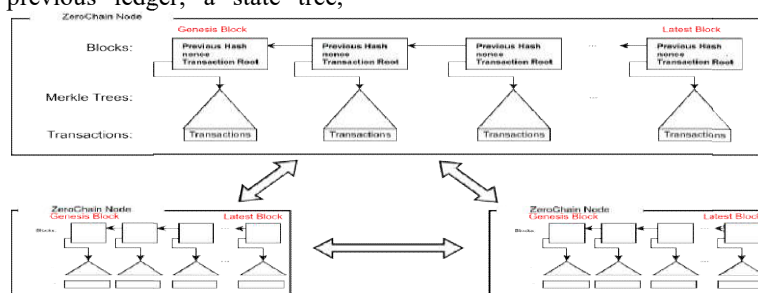 previous ledger, a state tree,
ZeroChain Node
Genesis Block
Latest Block
Blocks:
Previous Hash
nonce
Transaction Root
Previous Hash
nonce
Transaction Root
Previous Hash
nonce
Transaction Root
...
Previous Hash
nonce
Transaction Root
Merkle Trees:
...
Transactions:
Transactions
Transactions
Transactions
Transactions
ZeroChain Node
Genesis Block
Latest Block
Blocks:
...
...
ZeroChain Node
Genesis Block
Latest Block
Blocks:
...
...